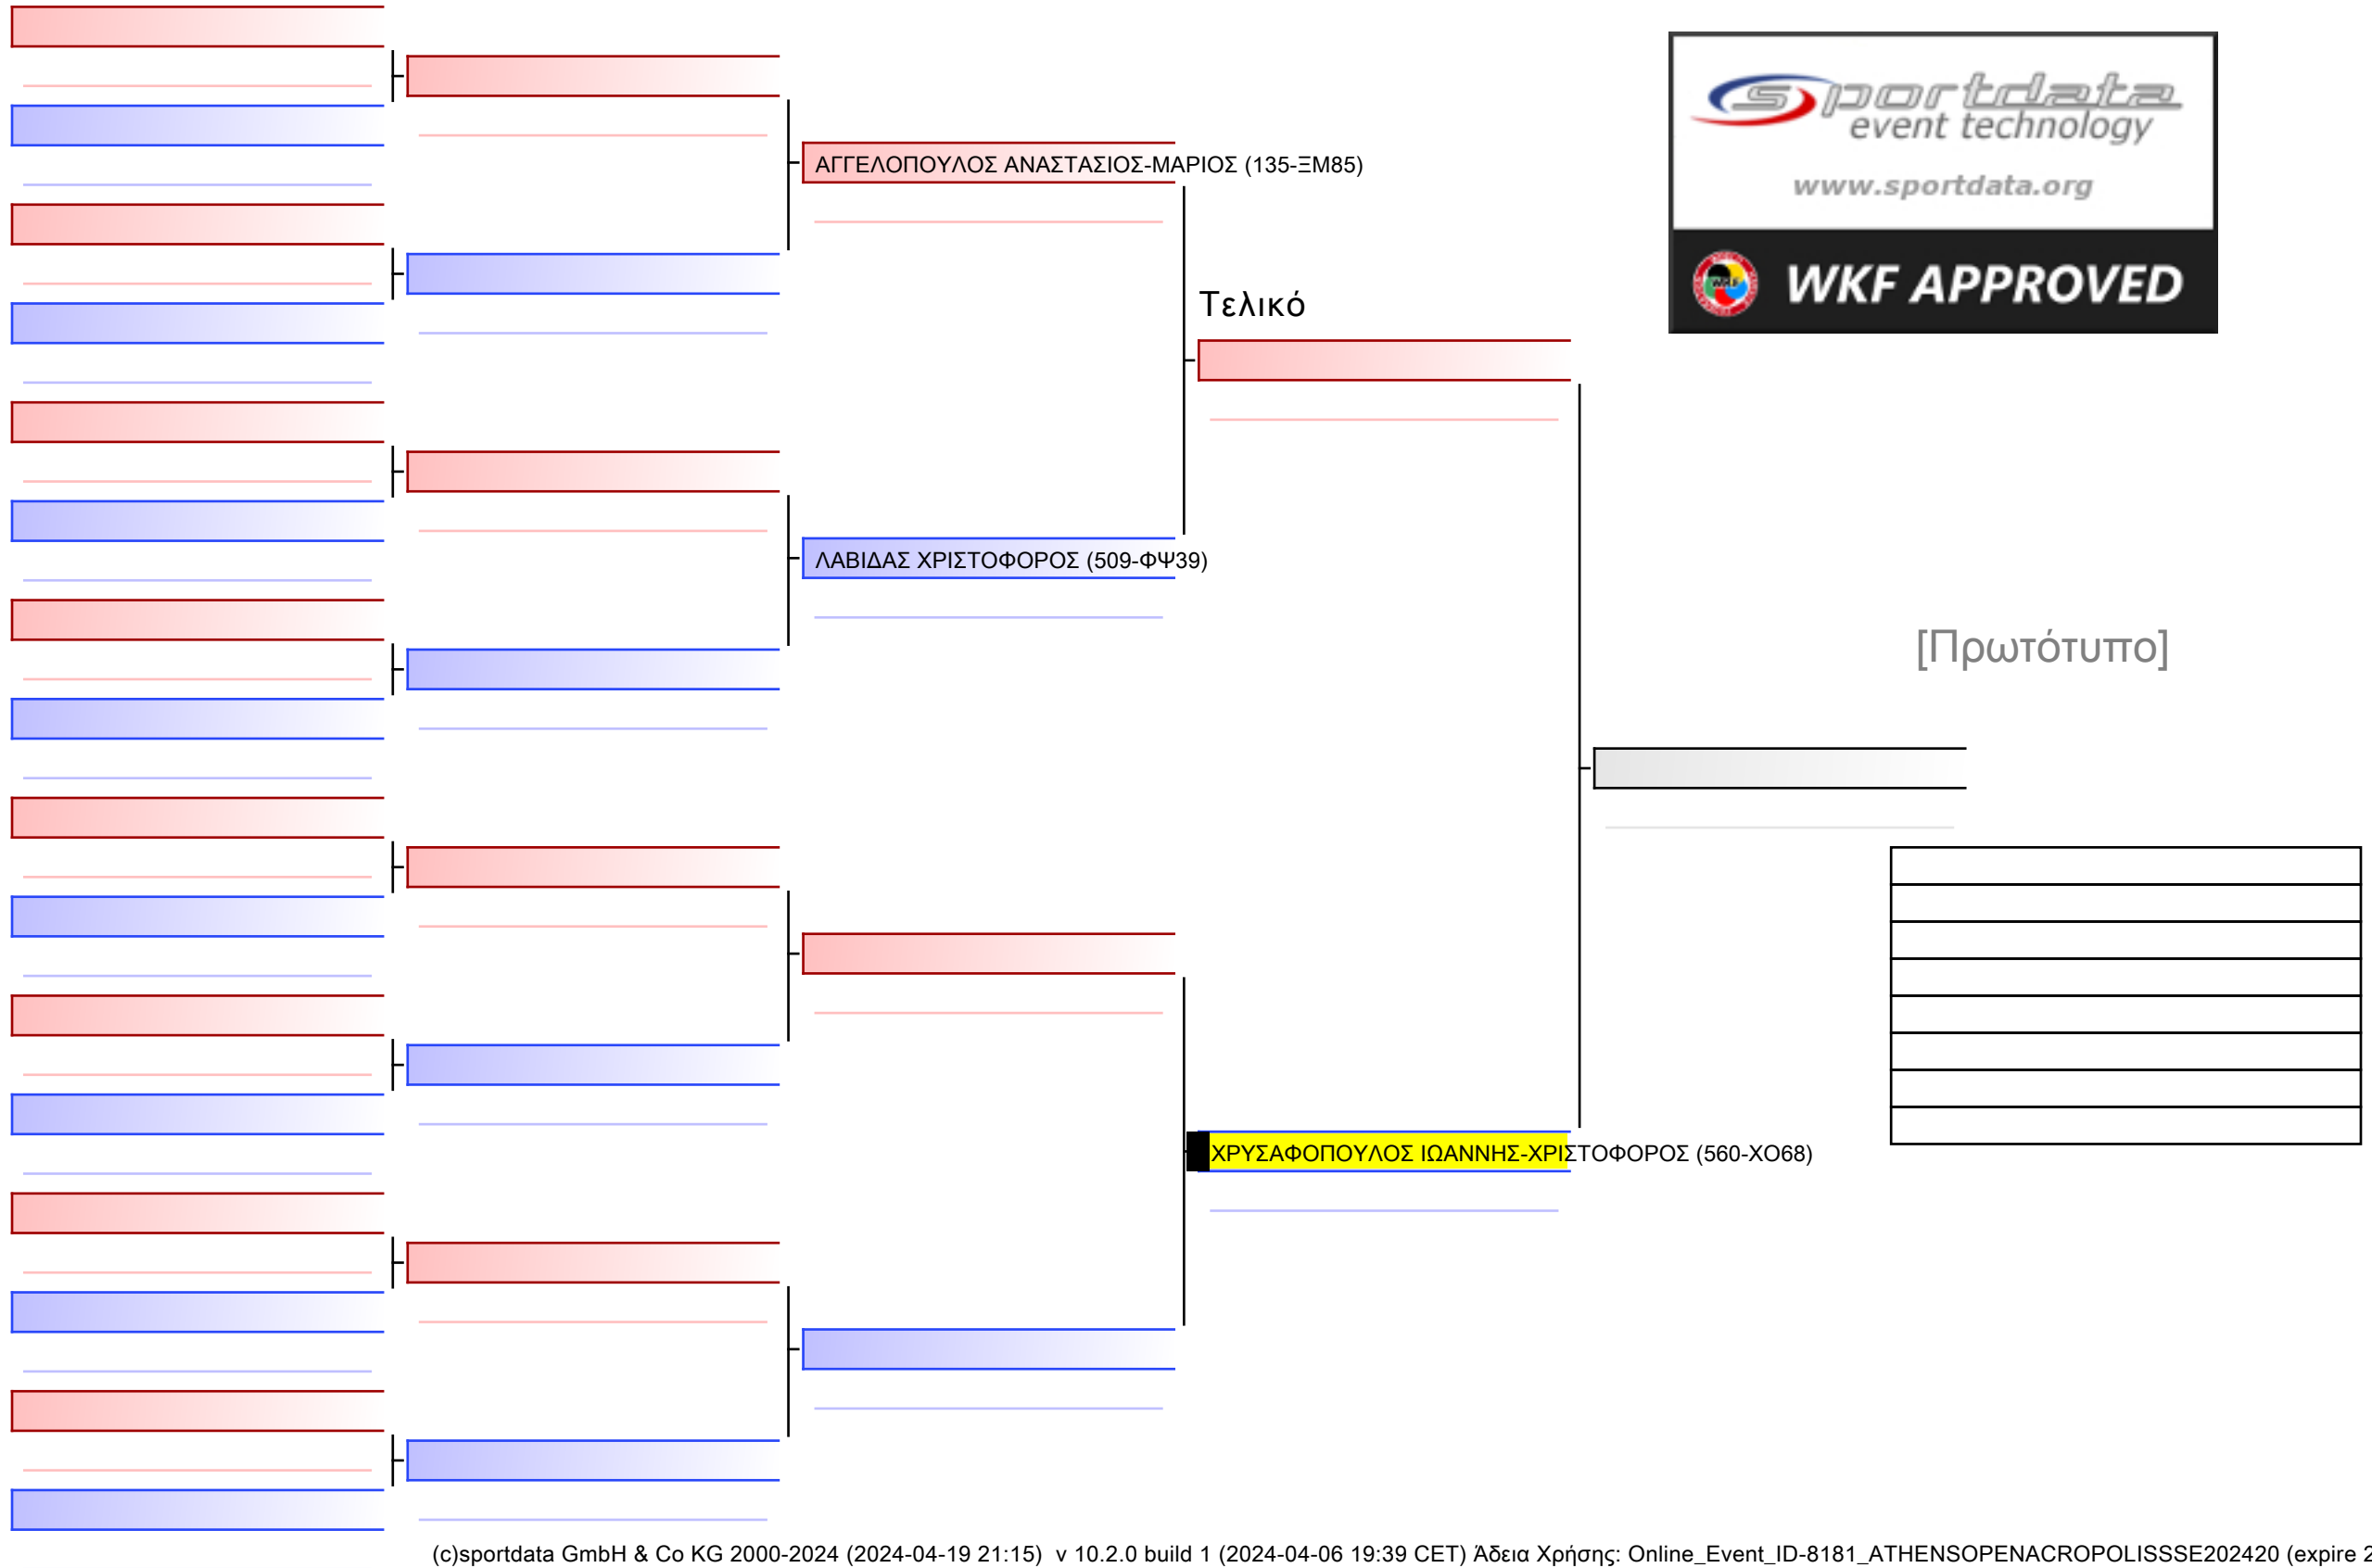 sportdata
event technology
www.sportdata.org
WKF APPROVED
ΑΓΓΕΛΟΠΟΥΛΟΣ ΑΝΑΣΤΑΣΙΟΣ-ΜΑΡΙΟΣ (135-ΞΜ85)
Τελικό
ΛΑΒΙΔΑΣ ΧΡΙΣΤΟΦΟΡΟΣ (509-ΦΨ39)
[Πρωτότυπο]
ΧΡΥΣΑΦΟΠΟΥΛΟΣ ΙΩΑΝΝΗΣ-ΧΡΙΣΤΟΦΟΡΟΣ (560-ΧΟ68)
(c)sportdata GmbH & Co KG 2000-2024 (2024-04-19 21:15) v 10.2.0 build 1 (2024-04-06 19:39 CET) Άδεια Χρήσης: Online_Event_ID-8181_ATHENSOPENACROPOLISSSE202420 (expire